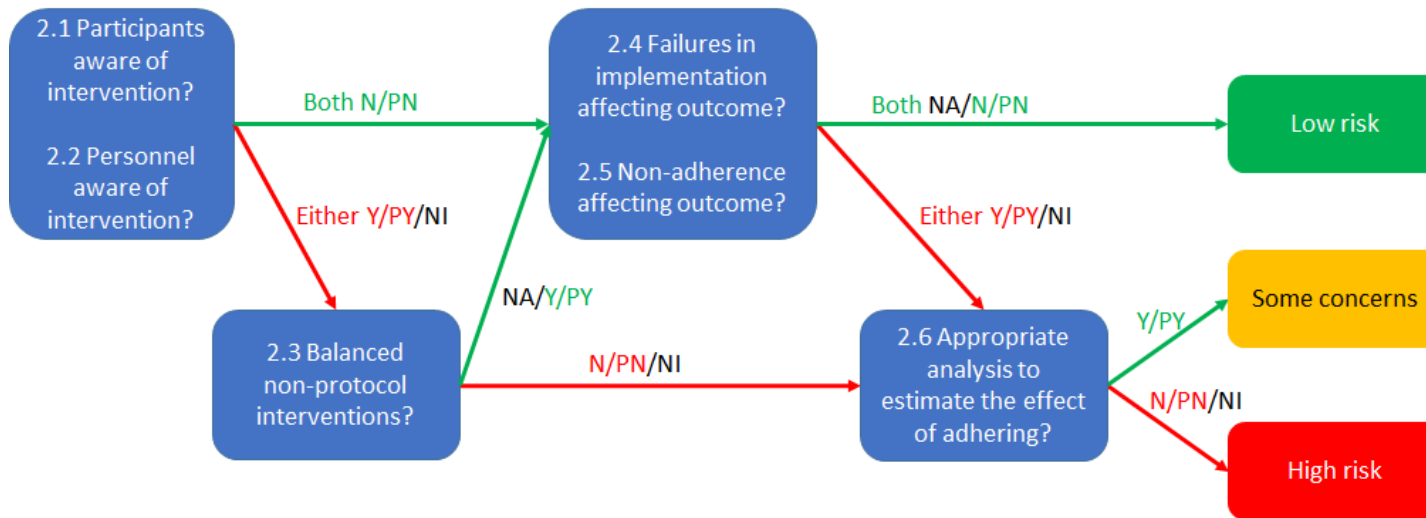 2.1 Participants
aware of
intervention?
2.2 Personnel
aware of
intervention?
Both N/PN
Either Y/PY/NI
2.3 Balanced
non-protocol
interventions?
NA/Y/PY
N/PN/NI
2.4 Failures in
implementation
affecting outcome?
2.5 Non-adherence
affecting outcome?
Both NA/N/PN
Either Y/PY/NI
2.6 Appropriate
analysis to
estimate the effect
of adhering?
Y/PY
N/PN/NI
Low risk
Some concerns
High risk